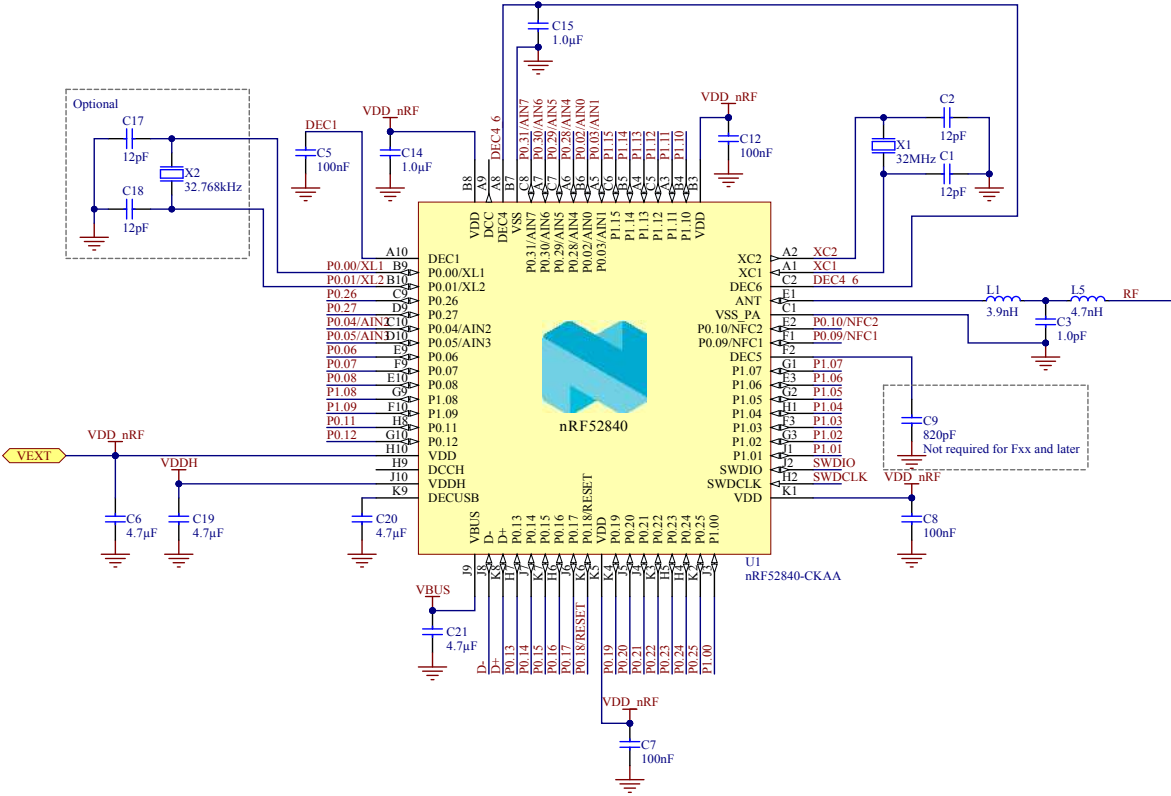 C15
1.0µF
Optional
C17
12pF
X2
32.768kHz
C18
12pF
DEC1
C5
100nF
VDD_nRF
C14
1.0µF
DEC4_6
P0.31/AIN7
P0.30/AIN6
P0.29/AIN5
P0.28/AIN4
P0.02/AIN0
P0.03/AIN1
P1.15
P1.14
P1.13
P1.12
P1.11
P1.10
VDD_nRF
C12
100nF
C2
12pF
X1
32MHz
C1
12pF
B8
A9
A8
B7
C8
A7
C7
A6
B6
A5
C6
B5
A4
C5
A3
B4
B3
VDD
DCC
DEC4
VSS
P0.31/AIN7
P0.30/AIN6
P0.29/AIN5
P0.28/AIN4
P0.02/AIN0
P0.03/AIN1
P1.15
P1.14
P1.13
P1.12
P1.11
P1.10
VDD
A10 DEC1
P0.00/XL1 B9 P0.00/XL1
P0.01/XL2 B10 P0.01/XL2
P0.26 C9 P0.26
P0.27 D9 P0.27
P0.04/AIN2 C10 P0.04/AIN2
P0.05/AIN3 D10 P0.05/AIN3
P0.06 E9 P0.06
P0.07 F9 P0.07
P0.08 E10 P0.08
P1.08 G9 P1.08
P1.09 F10 P1.09
P0.11 H8 P0.11
P0.12 G10 P0.12
H10 VDD
H9 DCCH
J10 VDDH
K9 DECUSB
nRF52840
XC2 A2 XC2
XC1 A1 XC1
DEC6 C2 DEC4_6
ANT E1
VSS_PA C1
P0.10/NFC2 E2 P0.10/NFC2
P0.09/NFC1 F1 P0.09/NFC1
DEC5 F2
P1.07 G1 P1.07
P1.06 E3 P1.06
P1.05 G2 P1.05
P1.04 H1 P1.04
P1.03 F3 P1.03
P1.02 G3 P1.02
P1.01 J1 P1.01
SWDIO J2 SWDIO
SWDCLK H2 SWDCLK
VDD K1
L1
3.9nH
L5
4.7nH
RF
C3
1.0pF
C9
820pF
Not required for Fxx and later
VDD_nRF
C8
100nF
VEXT
VDD_nRF
VDDH
C6
4.7µF
C19
4.7µF
C20
4.7µF
VBUS
D-
D+
P0.13
P0.14
P0.15
P0.16
P0.17
P0.18/RESET
VDD
P0.19
P0.20
P0.21
P0.22
P0.23
P0.24
P0.25
P1.00
U1
nRF52840-CKAA
J9
J8
K8
H7
J7
K7
H6
J6
K6
K5
K4
J5
J4
K3
H5
H4
K2
J3
VBUS
C21
4.7µF
D-
D+
P0.13
P0.14
P0.15
P0.16
P0.17
P0.18/RESET
P0.19
P0.20
P0.21
P0.22
P0.23
P0.24
P0.25
P1.00
VDD_nRF
C7
100nF